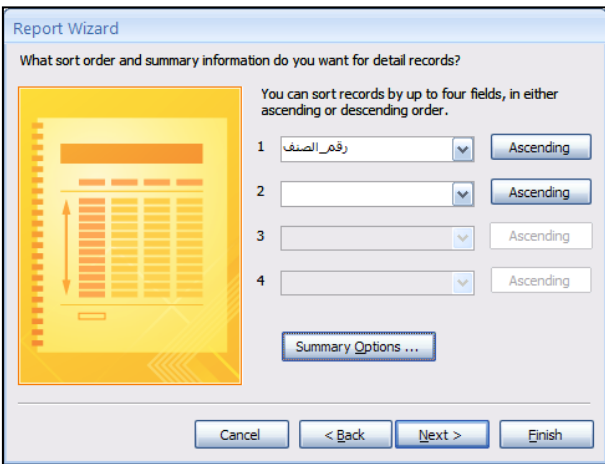 Report Wizard
What sort order and summary information do you want for detail records?
You can sort records by up to four fields, in either
ascending or descending order.
1 رقم_الصنف Ascending
2 Ascending
3 Ascending
4 Ascending
Summary Options ...
Cancel < Back Next > Finish